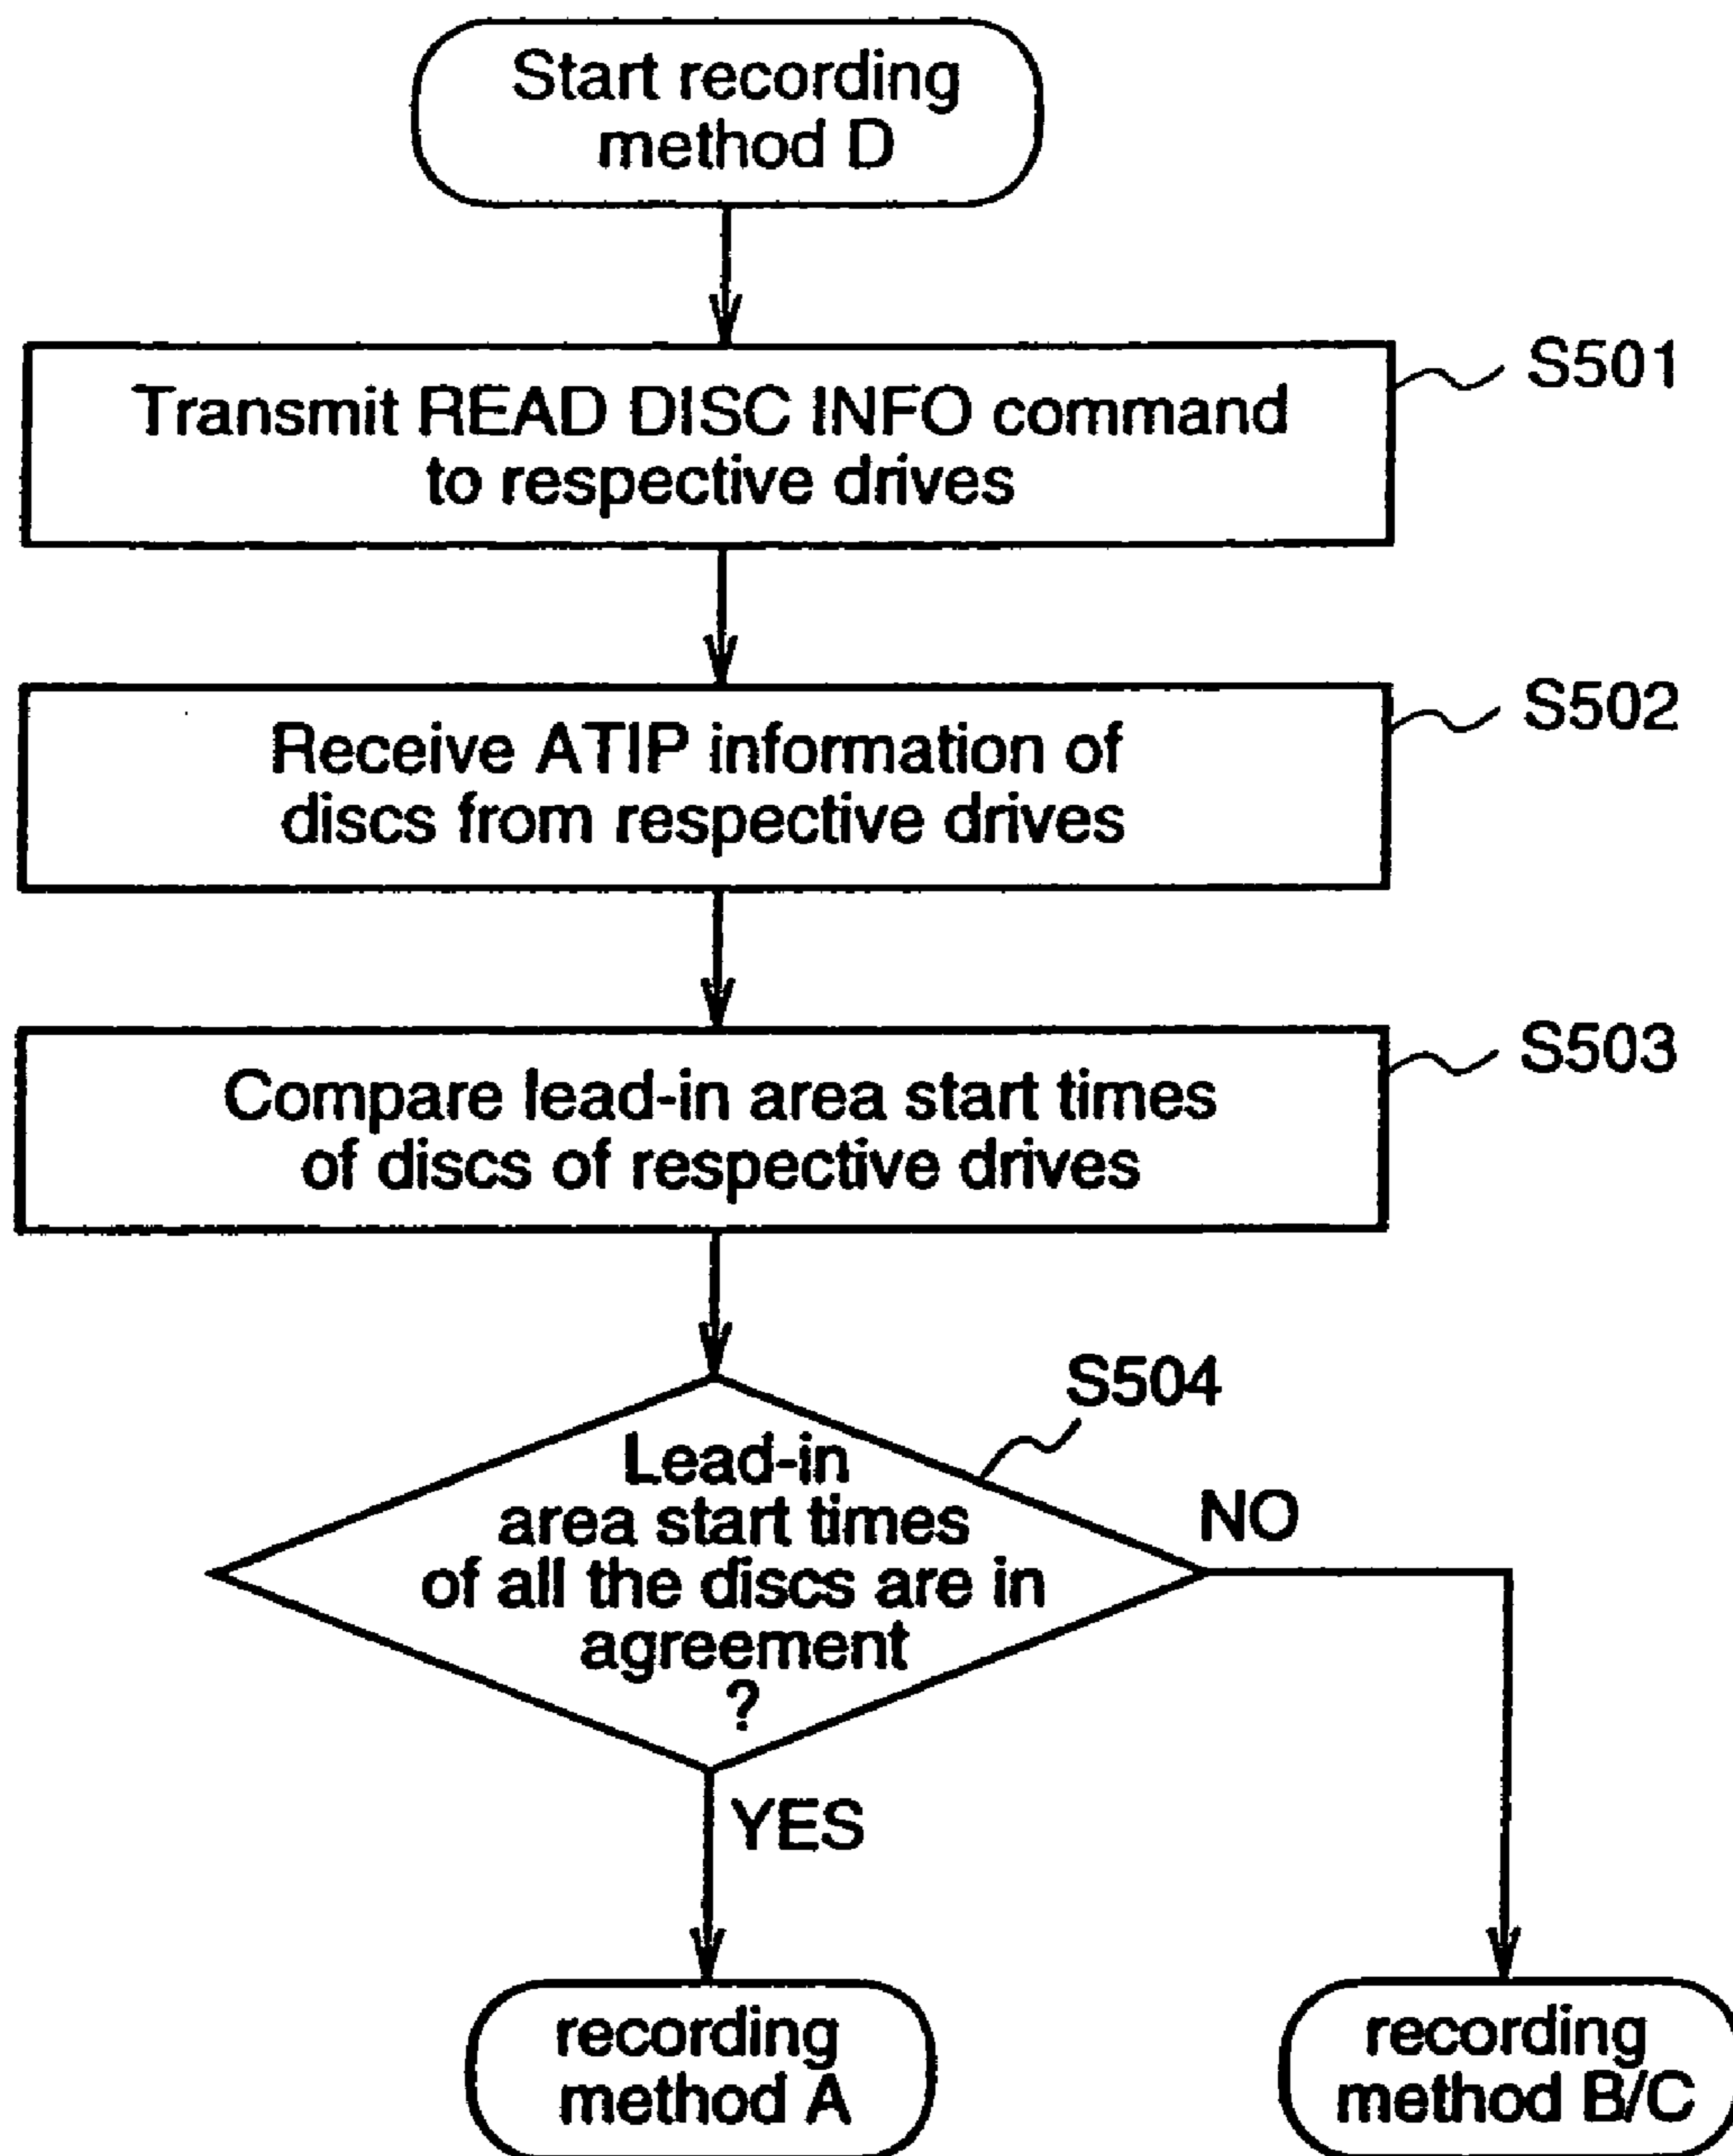 Start recording
method D
S501
Transmit READ DISC INFO command
to respective drives
S502
Receive ATIP information of
discs from respective drives
S503
Compare lead-in area start times
of discs of respective drives
S504
Lead-in
area start times
of all the discs are in
agreement
?
NO
YES
recording
method A
recording
method B/C